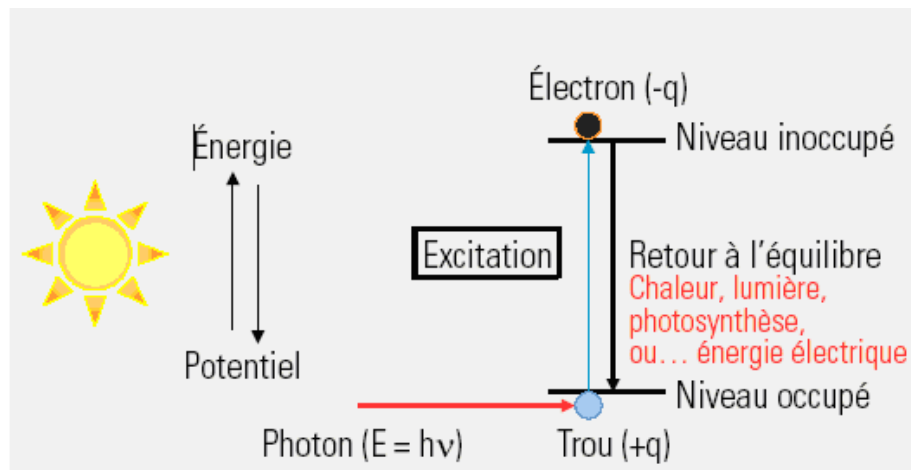 Électron (-q)
Énergie
Niveau inoccupé
Excitation
Retour à l'équilibre
Chaleur, lumière,
photosynthèse,
ou... énergie électrique
Potentiel
Niveau occupé
Photon (E = hν)
Trou (+q)